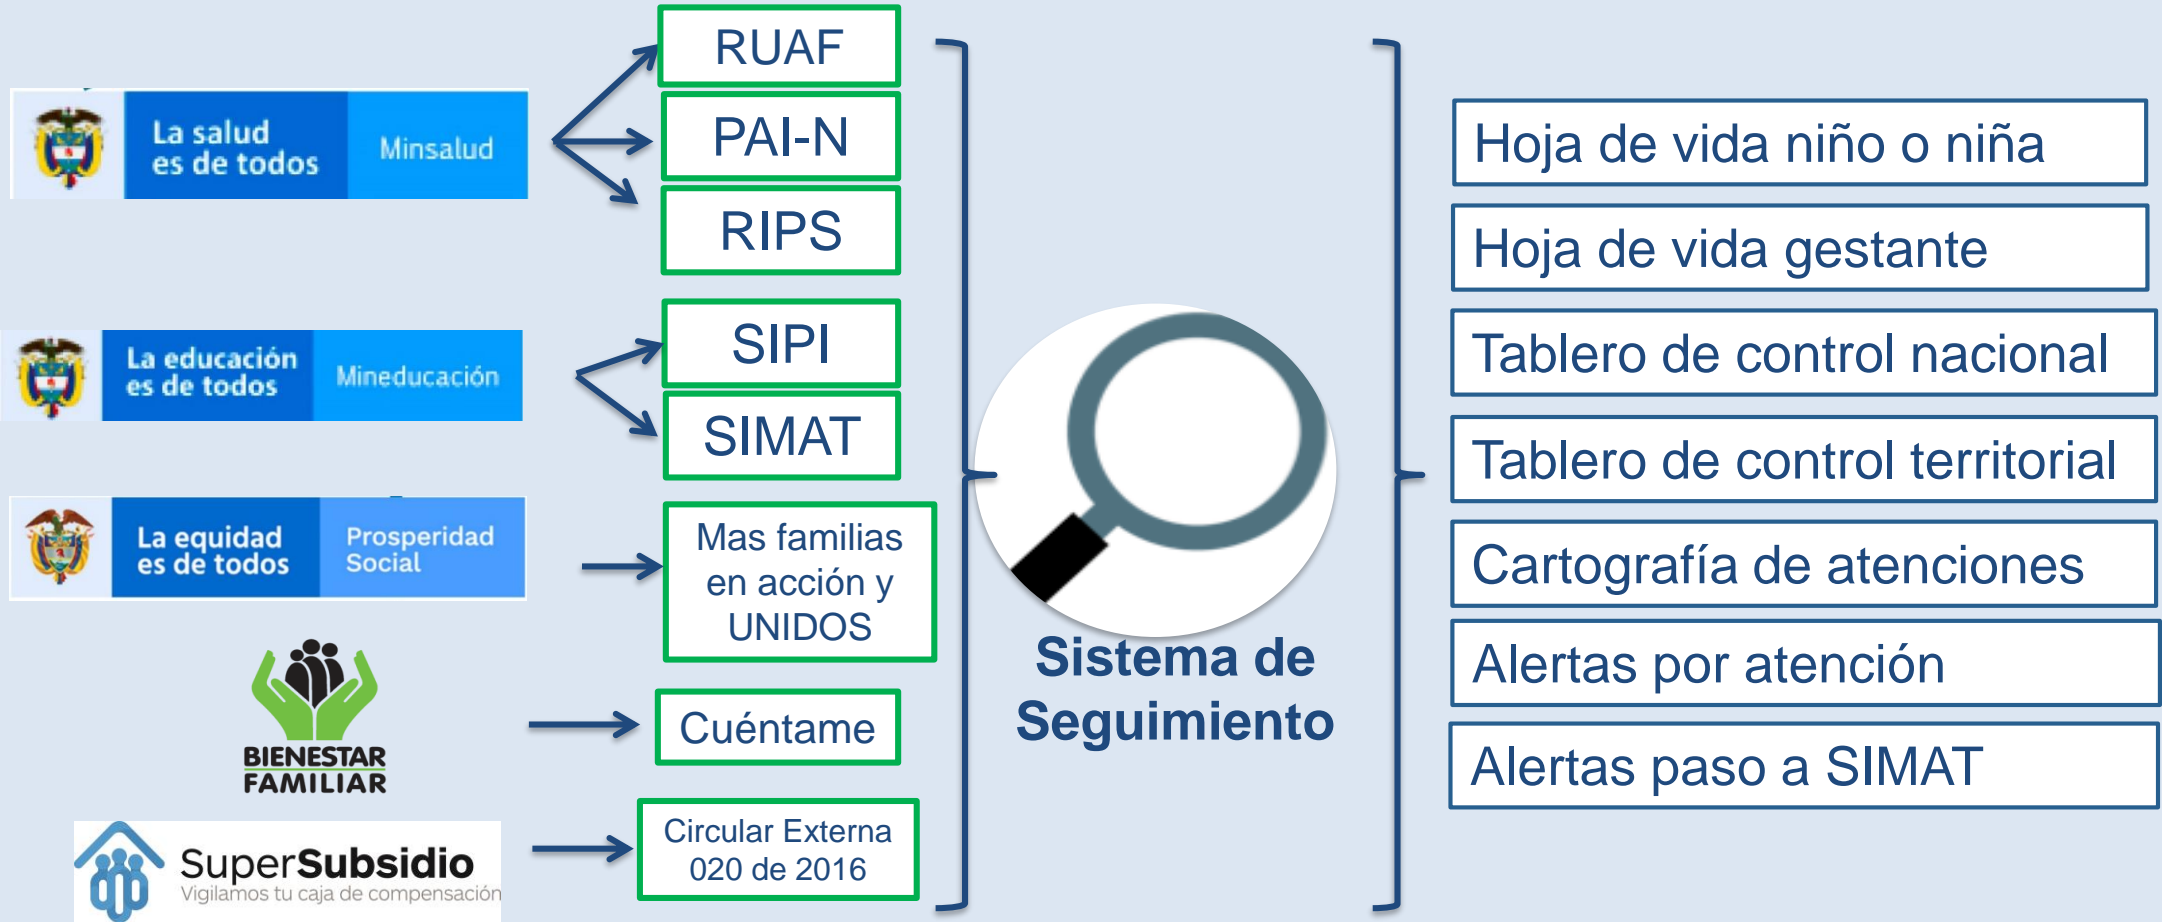 La salud
es de todos
Minsalud
RUAF
PAI-N
RIPS
La educación
es de todos
Mineducación
SIPI
SIMAT
La equidad
es de todos
Prosperidad
Social
Mas familias
en acción y
UNIDOS
BIENESTAR
FAMILIAR
Cuéntame
SuperSubsidio
Vigilamos tu caja de compensación
Circular Externa
020 de 2016
Sistema de
Seguimiento
Hoja de vida niño o niña
Hoja de vida gestante
Tablero de control nacional
Tablero de control territorial
Cartografía de atenciones
Alertas por atención
Alertas paso a SIMAT